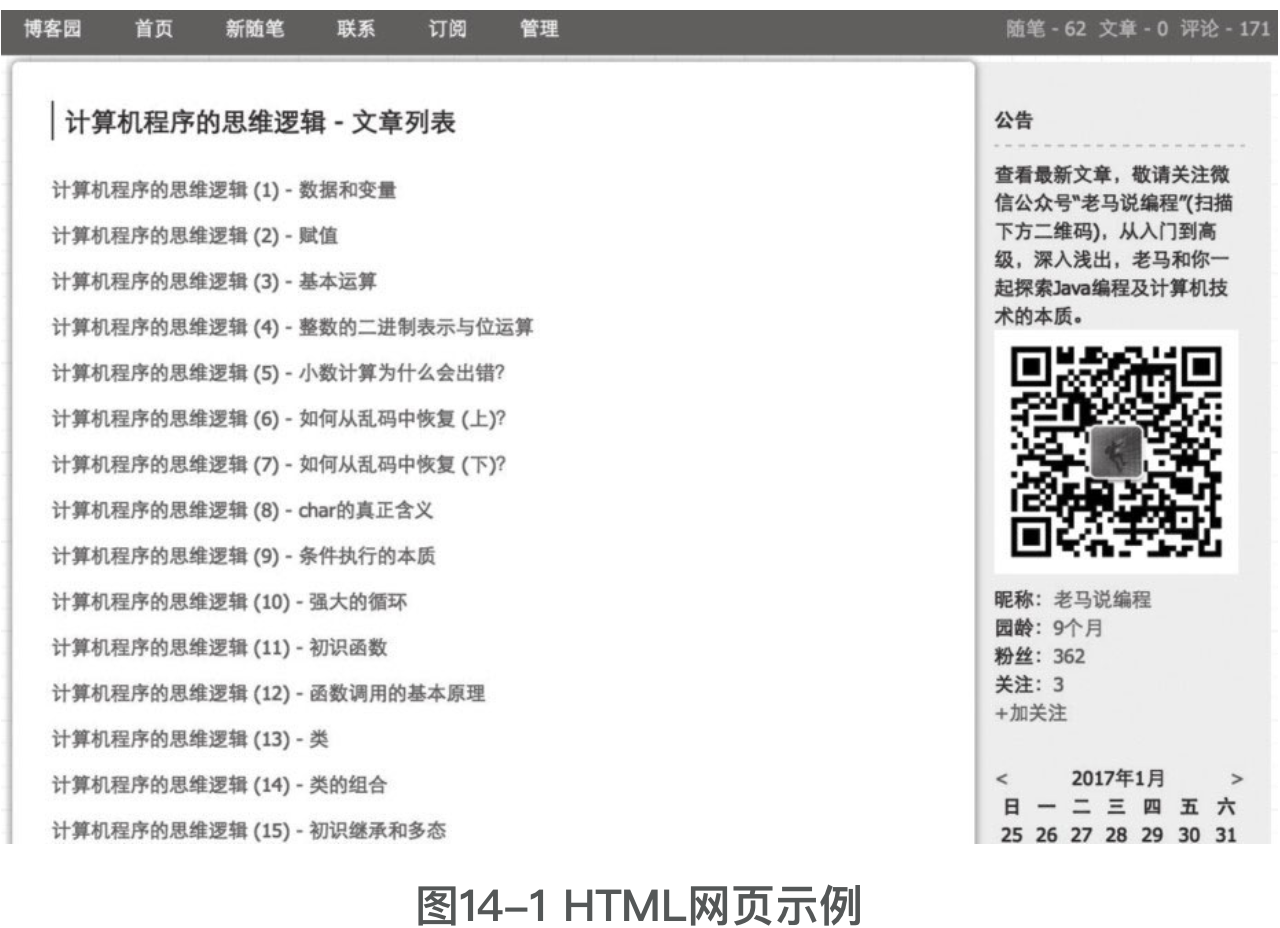 博客园 首页 新随笔 联系 订阅 管理 随笔 - 62 文章 - 0 评论 - 171
计算机程序的思维逻辑 - 文章列表
计算机程序的思维逻辑 (1) - 数据和变量
计算机程序的思维逻辑 (2) - 赋值
计算机程序的思维逻辑 (3) - 基本运算
计算机程序的思维逻辑 (4) - 整数的二进制表示与位运算
计算机程序的思维逻辑 (5) - 小数计算为什么会出错?
计算机程序的思维逻辑 (6) - 如何从乱码中恢复 (上)?
计算机程序的思维逻辑 (7) - 如何从乱码中恢复 (下)?
计算机程序的思维逻辑 (8) - char的真正含义
计算机程序的思维逻辑 (9) - 条件执行的本质
计算机程序的思维逻辑 (10) - 强大的循环
计算机程序的思维逻辑 (11) - 初识函数
计算机程序的思维逻辑 (12) - 函数调用的基本原理
计算机程序的思维逻辑 (13) - 类
计算机程序的思维逻辑 (14) - 类的组合
计算机程序的思维逻辑 (15) - 初识继承和多态
公告
查看最新文章，敬请关注微
信公众号“老马说编程”(扫描
下方二维码)，从入门到高
级，深入浅出，老马和你一
起探索Java编程及计算机技
术的本质。
昵称：老马说编程
园龄：9个月
粉丝：362
关注：3
+加关注
< 2017年1月 >
日 一 二 三 四 五 六
25 26 27 28 29 30 31
图14–1 HTML网页示例